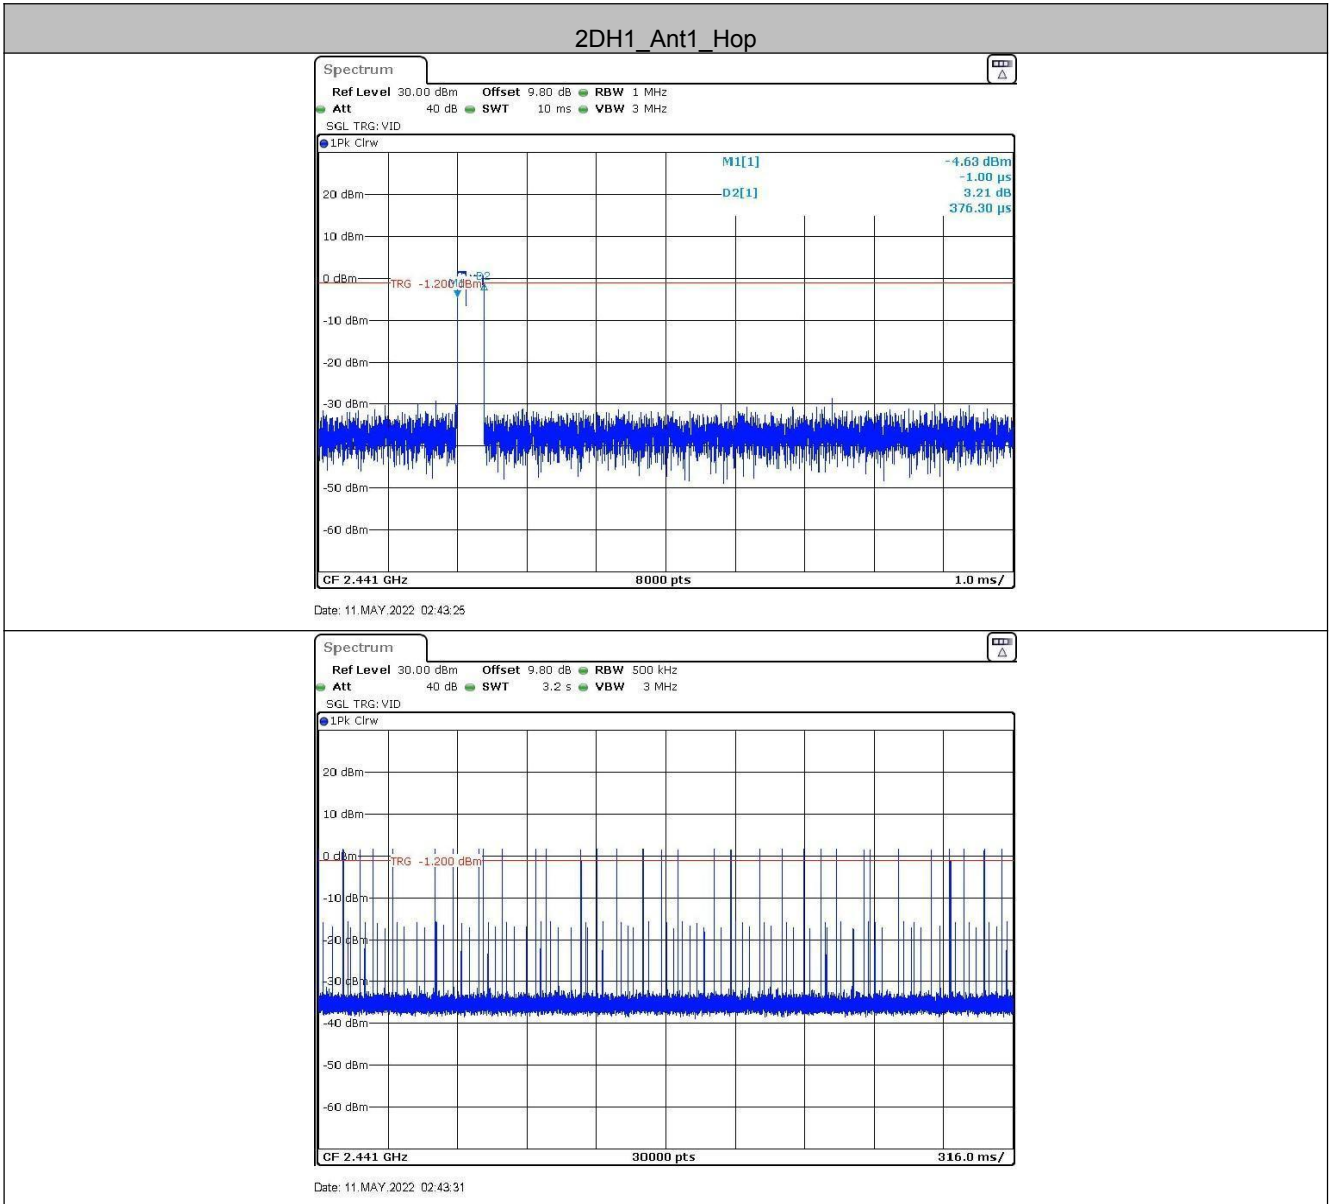 2DH1_Ant1_Hop
Spectrum
Ref Level 30.00 dBm Offset 9.80 dB RBW 1 MHz
Att 40 dB SWT 10 ms VBW 3 MHz
SGL TRG: VID
1Pk Clrw
M1[1] -4.63 dBm
-1.00 µs
20 dBm D2[1] 3.21 dB
376.30 µs
10 dBm
0 dBm
D2
TRG -1.200 dBm
-10 dBm
-20 dBm
-30 dBm
-50 dBm
-60 dBm
CF 2.441 GHz 8000 pts 1.0 ms/
Date: 11.MAY.2022 02:43:25
Spectrum
Ref Level 30.00 dBm Offset 9.80 dB RBW 500 kHz
Att 40 dB SWT 3.2 s VBW 3 MHz
SGL TRG: VID
1Pk Clrw
20 dBm
10 dBm
0 dBm
TRG -1.200 dBm
-10 dBm
-20 dBm
-30 dBm
-40 dBm
-50 dBm
-60 dBm
CF 2.441 GHz 30000 pts 316.0 ms/
Date: 11.MAY.2022 02:43:31